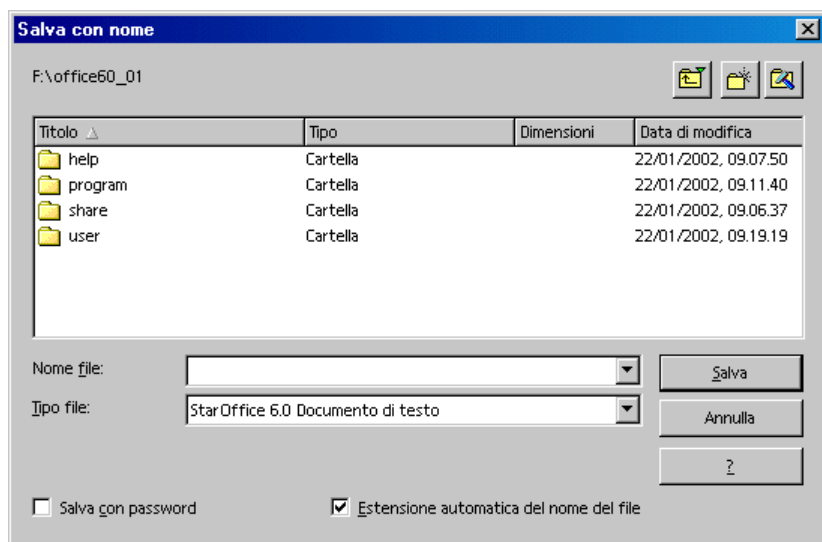 Salva con nome
F:\office60_01
Titolo Tipo Dimensioni Data di modifica
help Cartella 22/01/2002, 09.07.50
program Cartella 22/01/2002, 09.11.40
share Cartella 22/01/2002, 09.06.37
user Cartella 22/01/2002, 09.19.19
Nome file: Salva
Tipo file: StarOffice 6.0 Documento di testo Annulla
?
Salva con password Estensione automatica del nome del file